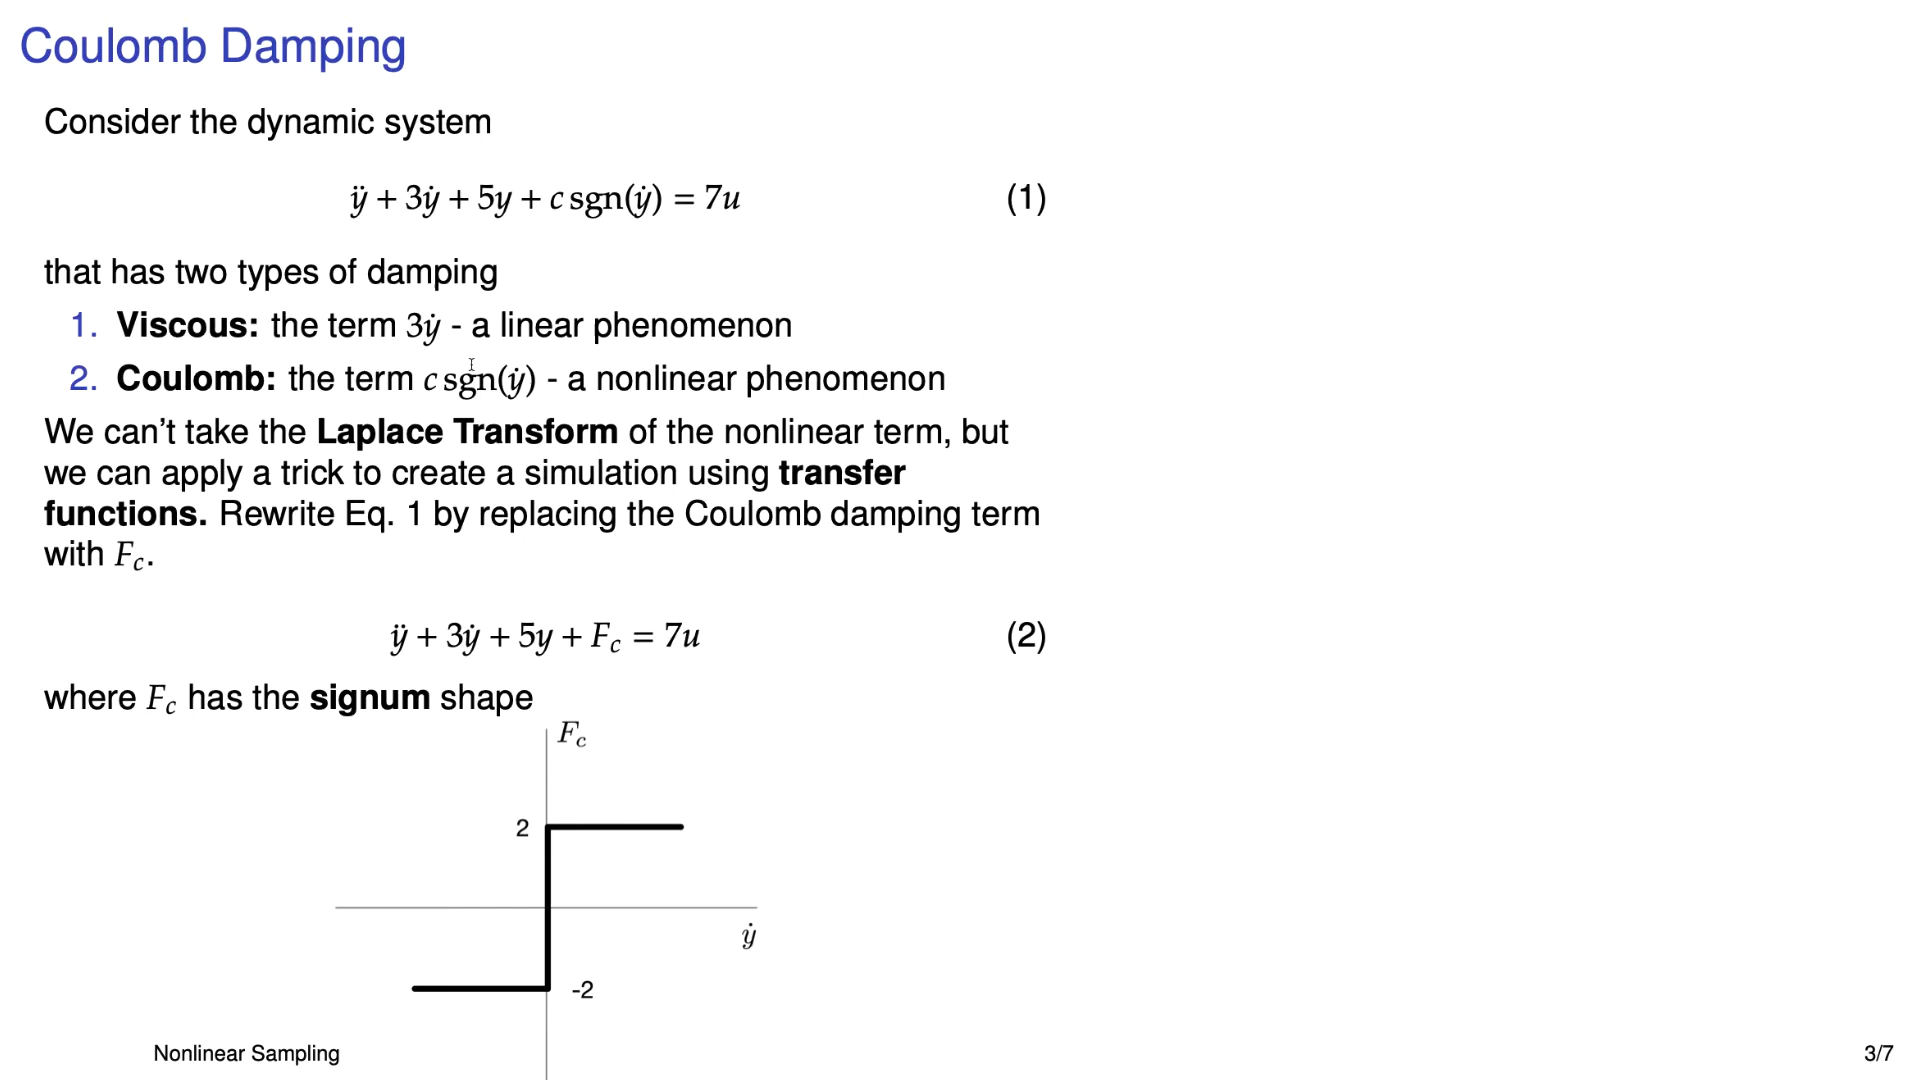 Coulomb Damping
Consider the dynamic system
ÿ + 3ẏ + 5y + c sgn(ẏ) = 7u (1)
that has two types of damping
1. Viscous: the term 3ẏ - a linear phenomenon
2. Coulomb: the term c sgn(ẏ) - a nonlinear phenomenon
We can't take the Laplace Transform of the nonlinear term, but
we can apply a trick to create a simulation using transfer
functions. Rewrite Eq. 1 by replacing the Coulomb damping term
with F_c.
ÿ + 3ẏ + 5y + F_c = 7u (2)
where F_c has the signum shape
F_c
2
ẏ
-2
Nonlinear Sampling
3/7